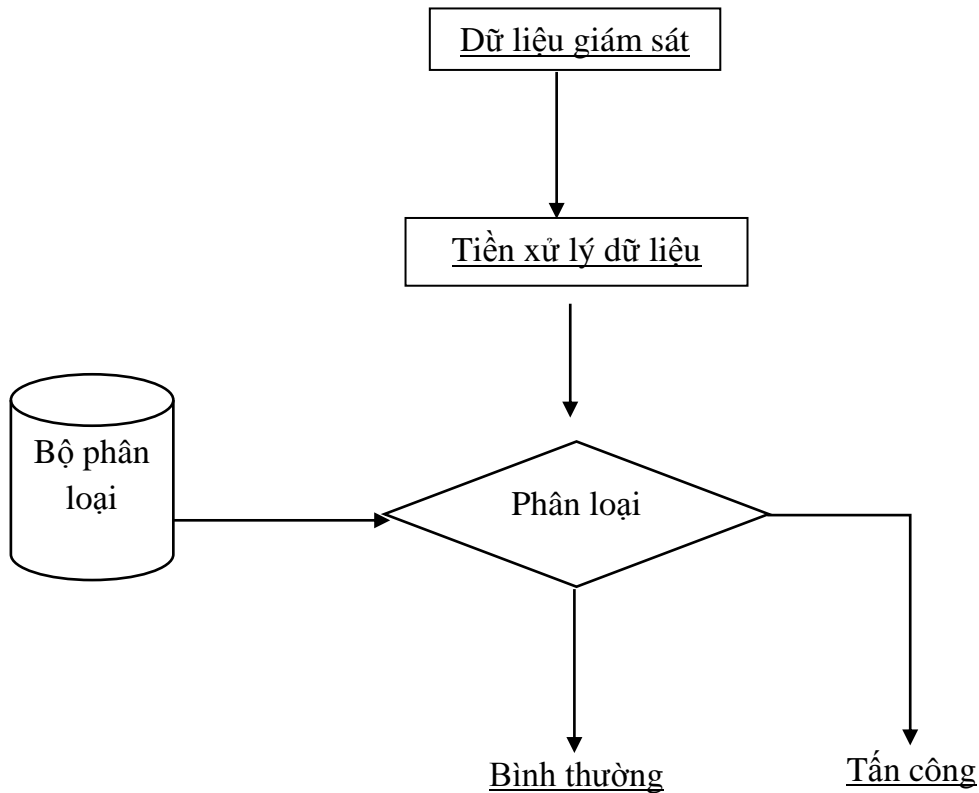 Dữ liệu giám sát
Tiền xử lý dữ liệu
Bộ phân
loại
Phân loại
Bình thường
Tấn công